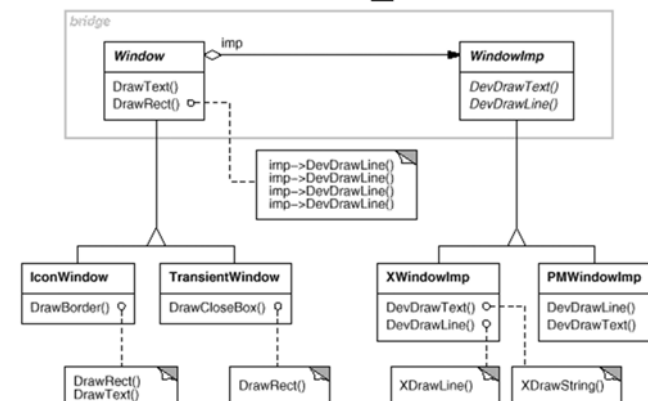 bridge
imp
Window
WindowImp
DrawText()
DrawRect()
DevDrawText()
DevDrawLine()
imp->DevDrawLine()
imp->DevDrawLine()
imp->DevDrawLine()
imp->DevDrawLine()
IconWindow
TransientWindow
XWindowImp
PMWindowImp
DrawBorder()
DrawCloseBox()
DevDrawText()
DevDrawLine()
DevDrawLine()
DevDrawText()
DrawRect()
DrawText()
DrawRect()
XDrawLine()
XDrawString()